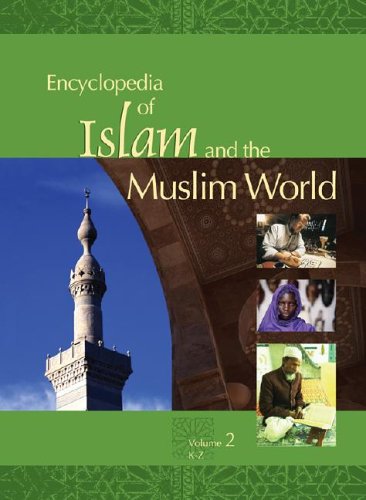 Encyclopedia
of
Islam and the
Muslim World
Volume 2
K-Z